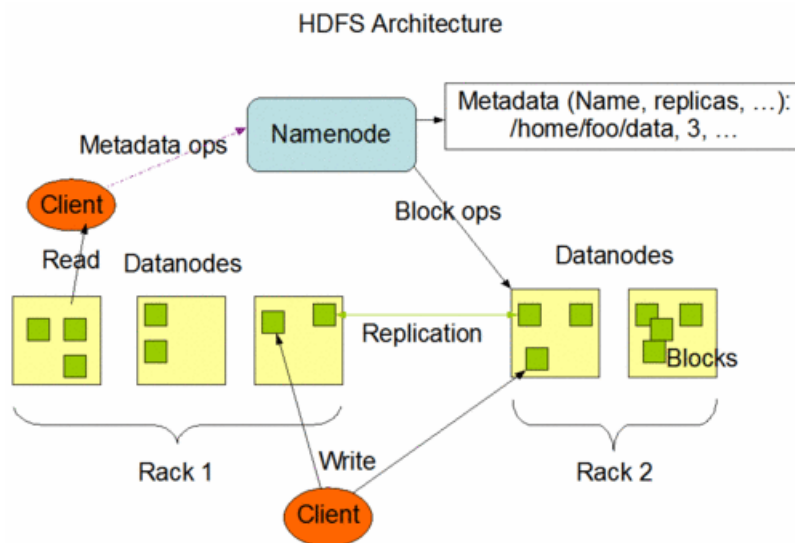 HDFS Architecture
Metadata (Name, replicas, ...):
/home/foo/data, 3, ...
Namenode
Metadata ops
Client
Block ops
Read
Datanodes
Datanodes
Replication
Blocks
Rack 1
Write
Rack 2
Client